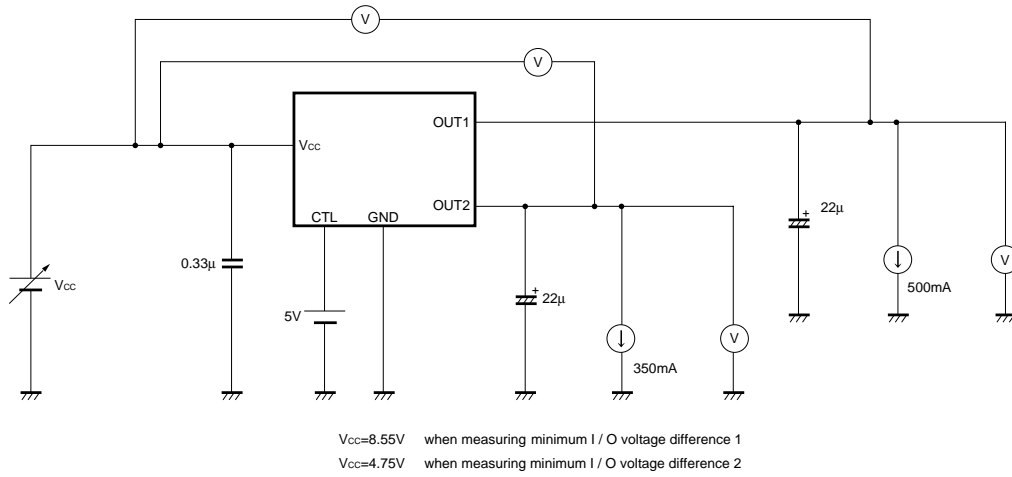 V
V
OUT1
Vcc
OUT2
CTL
GND
+
22μ
V
0.33μ
Vcc
500mA
5V
+
22μ
V
350mA
Vcc=8.55V when measuring minimum I / O voltage difference 1
Vcc=4.75V when measuring minimum I / O voltage difference 2